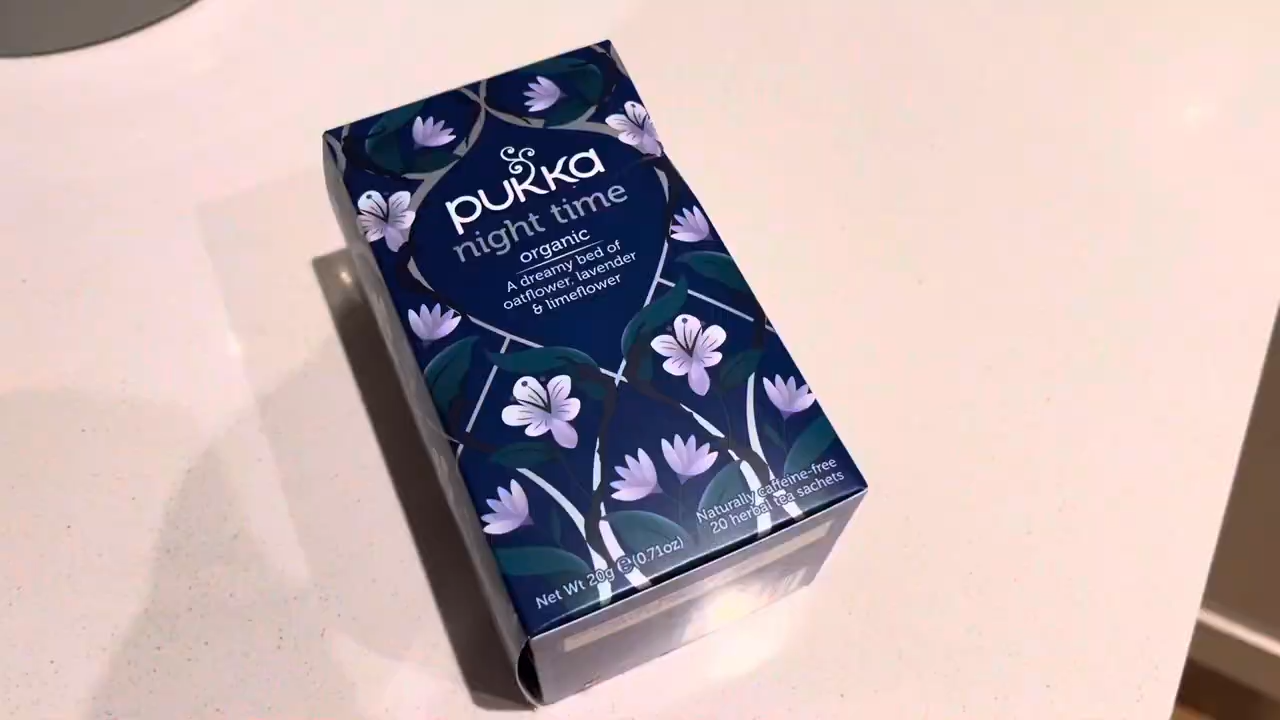 pukka
night time
organic
A dreamy bed of
oatflower, lavender
& limeflower
Naturally caffeine-free
20 herbal tea sachets
Net Wt 20g ℮ (0.71oz)